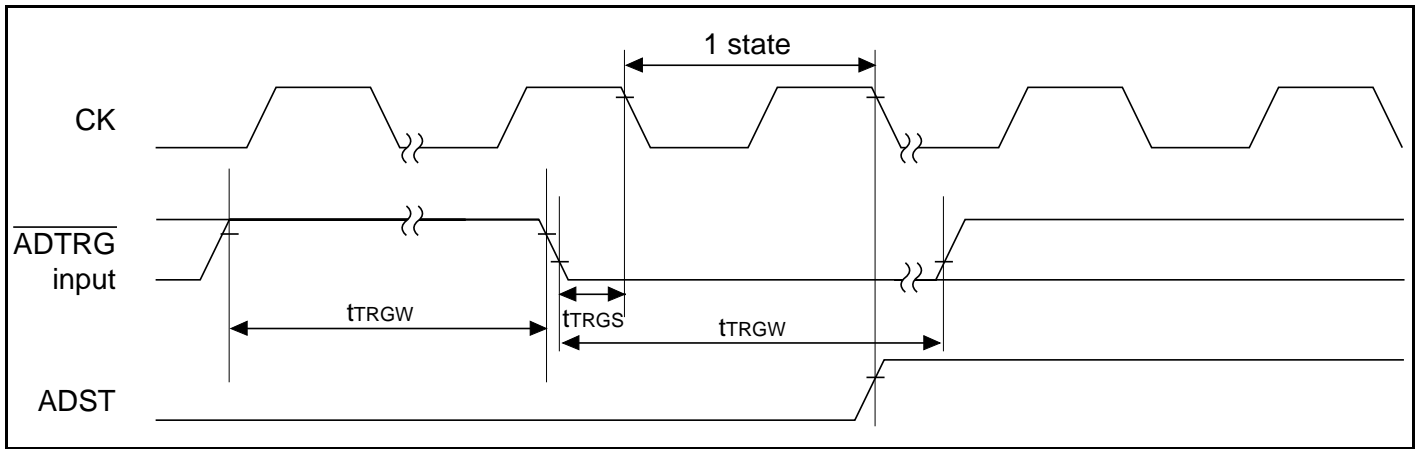 1 state
CK
ADTRG
input
tTRGW
tTRGS
tTRGW
ADST